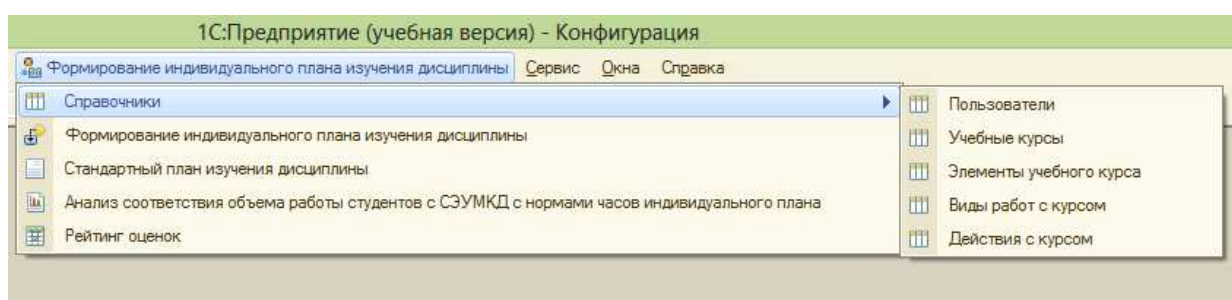 1С:Предприятие (учебная версия) - Конфигурация
Формирование индивидуального плана изучения дисциплины Сервис Окна Справка
Справочники
Формирование индивидуального плана изучения дисциплины
Стандартный план изучения дисциплины
Анализ соответствия объема работы студентов с СЭУМКД с нормами часов индивидуального плана
Рейтинг оценок
Пользователи
Учебные курсы
Элементы учебного курса
Виды работ с курсом
Действия с курсом